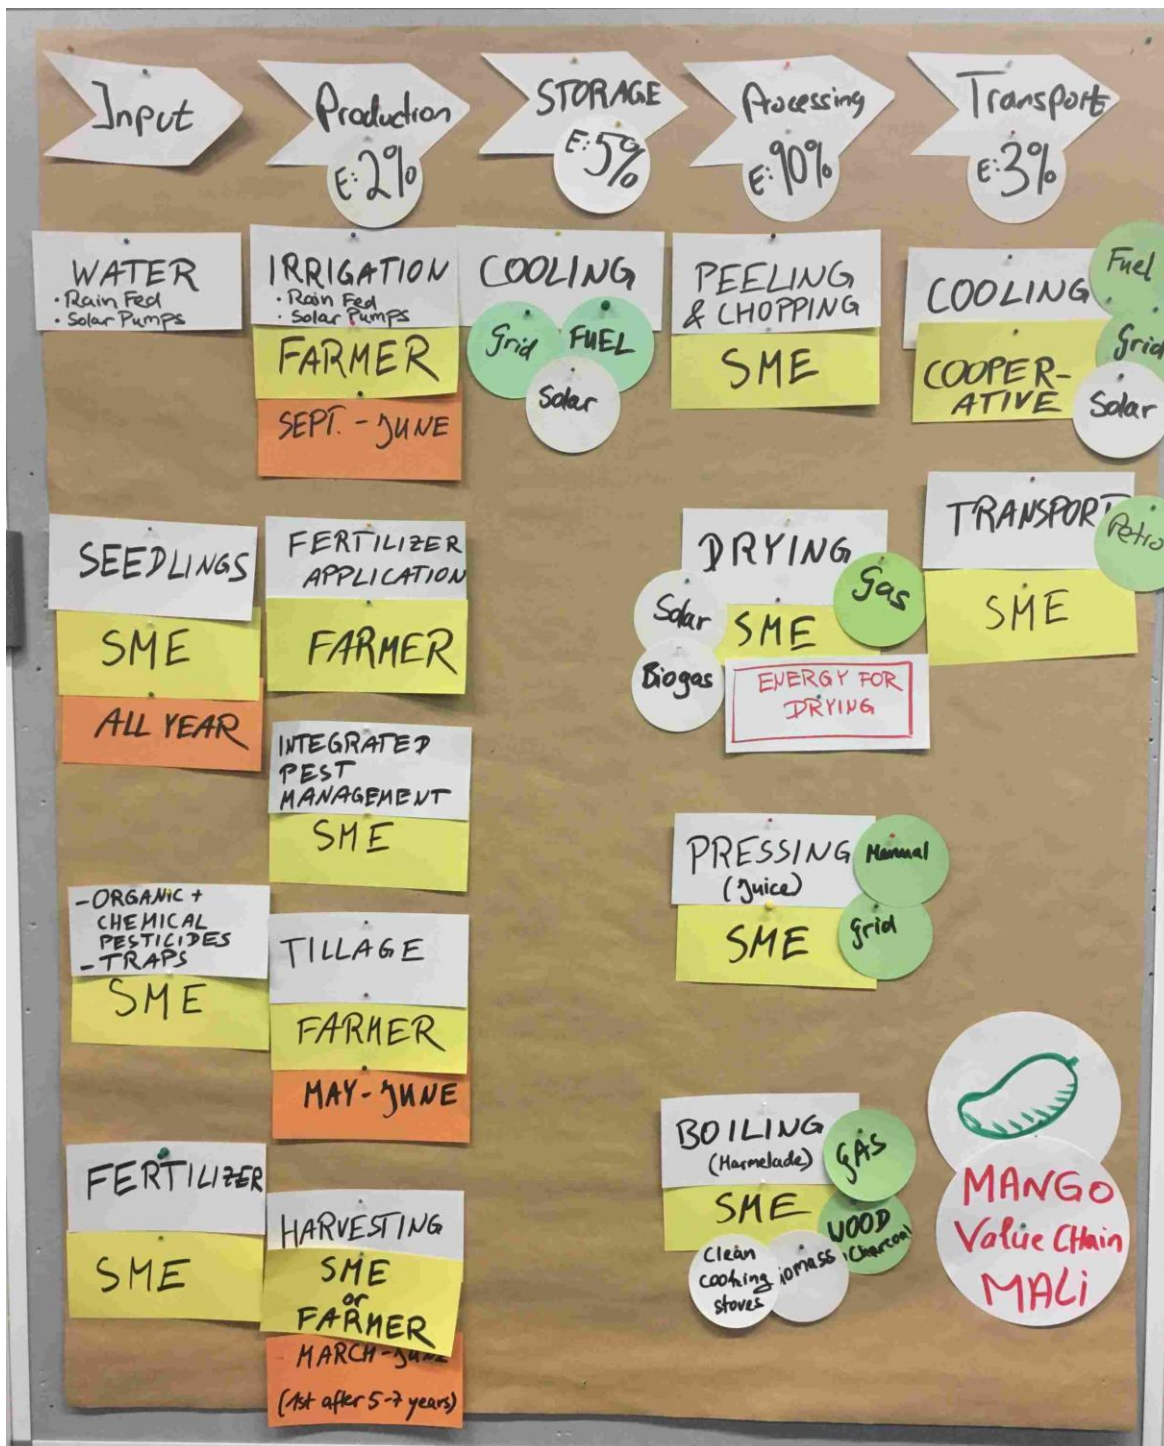 Input
Production
E: 2%
STORAGE
E: 5%
Processing
E: 90%
Transport
E: 3%
WATER
• Rain Fed
• Solar Pumps
SEEDLINGS
SME
ALL YEAR
- ORGANIC +
CHEMICAL
PESTICIDES
- TRAPS
SME
FERTILIZER
SME
IRRIGATION
• Rain Fed
• Solar Pumps
FARMER
SEPT. - JUNE
FERTILIZER
APPLICATION
FARMER
INTEGRATED
PEST
MANAGEMENT
SME
TILLAGE
FARMER
MAY - JUNE
HARVESTING
SME
or
FARMER
MARCH - JUNE
(1st after 5-7 years)
COOLING
Grid
FUEL
Solar
PEELING
& CHOPPING
SME
DRYING
Gas
Solar
SME
Biogas
ENERGY FOR
DRYING
PRESSING
(Juice)
Manual
SME
Grid
BOILING
(Marmelade)
GAS
SME
WOOD
Charcoal
Clean
cooking
stoves
iomass
COOLING
Fuel
Grid
COOPER-
ATIVE
Solar
TRANSPORT
Petro
SME
MANGO
Value CHain
MALi